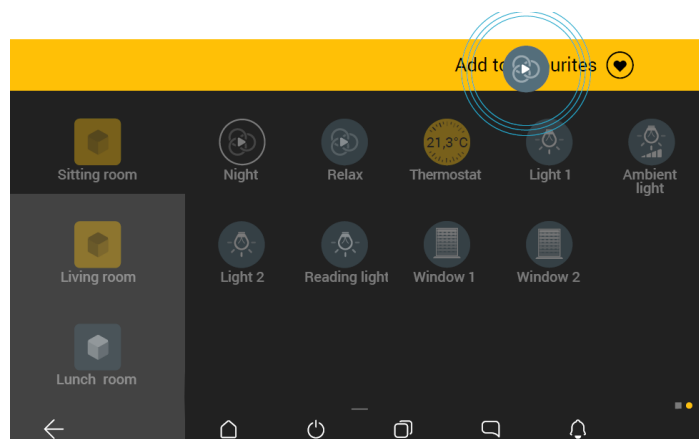 Add to urites
Sitting room
Night
Relax
21,3°C
Thermostat
Light 1
Ambient
light
Living room
Light 2
Reading light
Window 1
Window 2
Lunch room